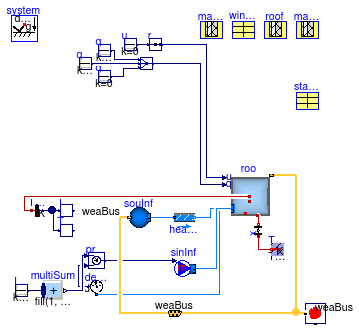 system
d...
ma...
win...
roof
ma...
u
k=0
r
q
k...
q
u
k=0
sta...
roo
u
q
weaBus
souInf
hea...
sinInf
T...
pr...
de...
multiSum
+
k...
fill(1, ...
weaBus
weaBus